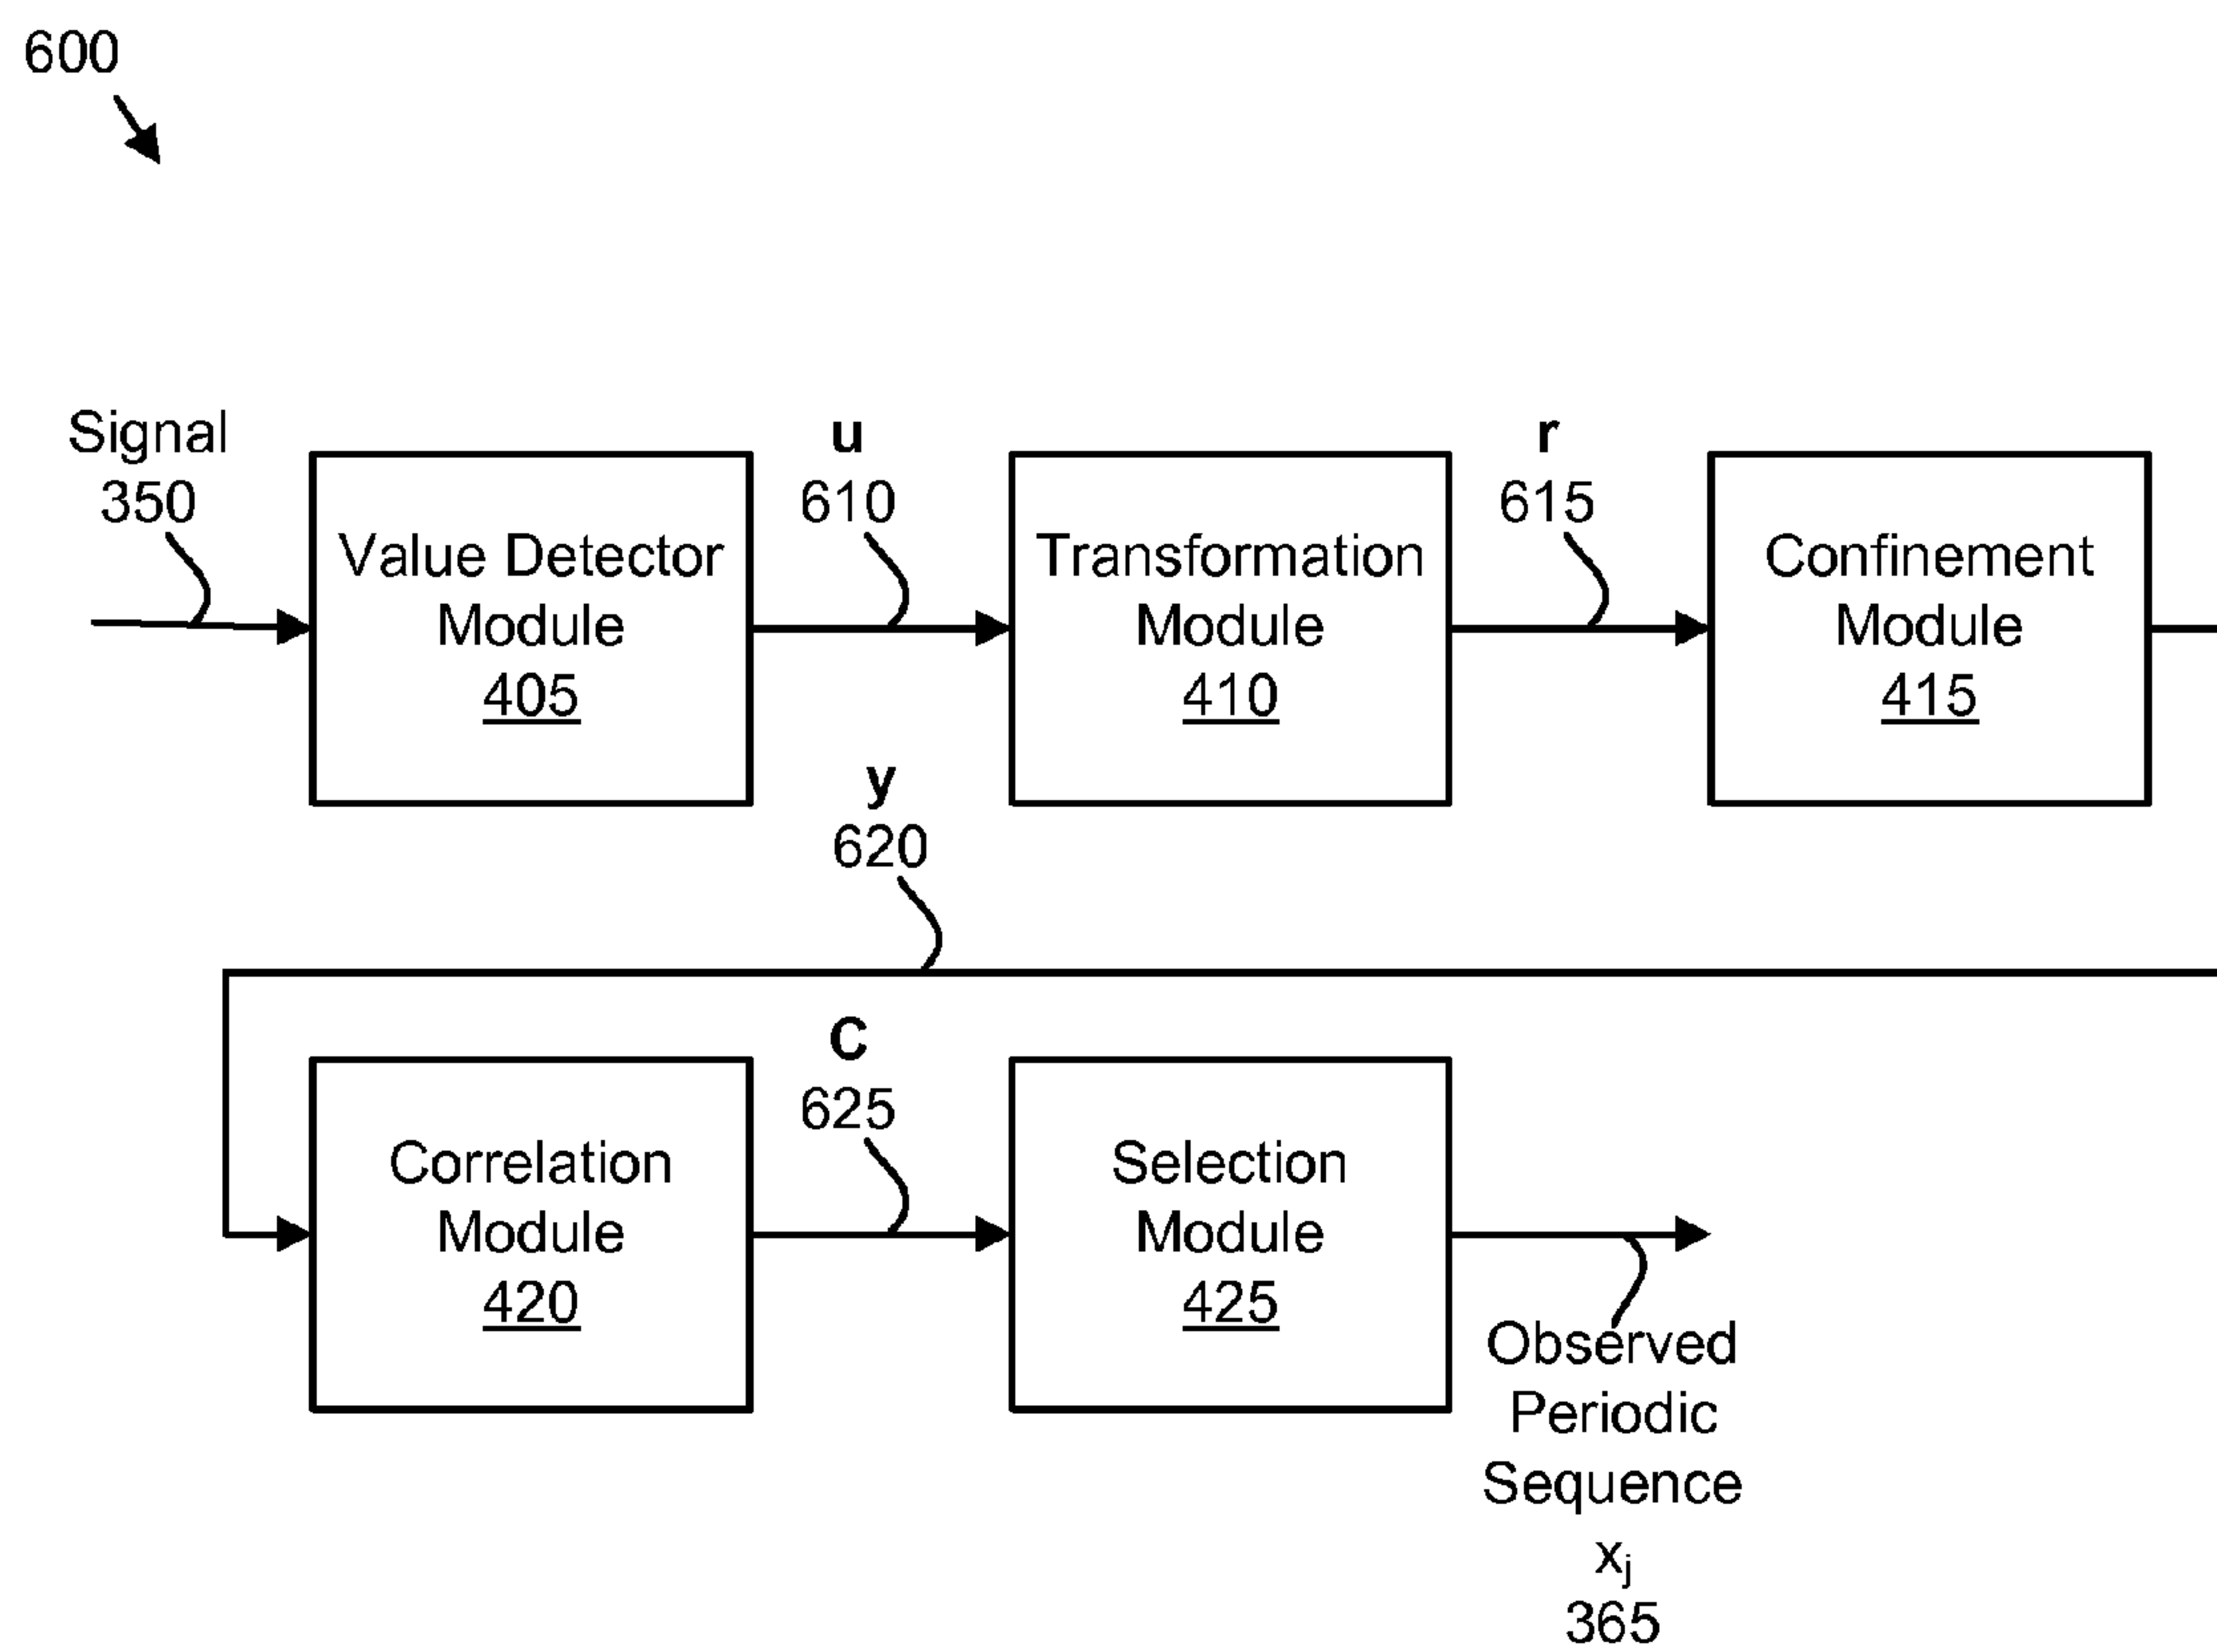 600
Signal
350
Value Detector
Module
405
u
610
Transformation
Module
410
r
615
Confinement
Module
415
y
620
Correlation
Module
420
C
625
Selection
Module
425
Observed
Periodic
Sequence
xj
365